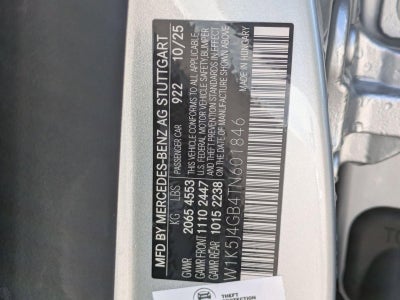 MFD BY MERCEDES-BENZ AG STUTTGART
PASSENGER CAR 922 10/25
KG LBS
GVWR 2065 4553
GAWR FRONT 1110 2447
GAWR REAR 1015 2238
THIS VEHICLE CONFORMS TO ALL APPLICABLE
U.S. FEDERAL MOTOR VEHICLE SAFETY, BUMPER
AND THEFT PREVENTION STANDARDS IN EFFECT
ON THE DATE OF MANUFACTURE SHOWN ABOVE
W1K5J4GB4TN601846
MADE IN HUNGARY
THEFT